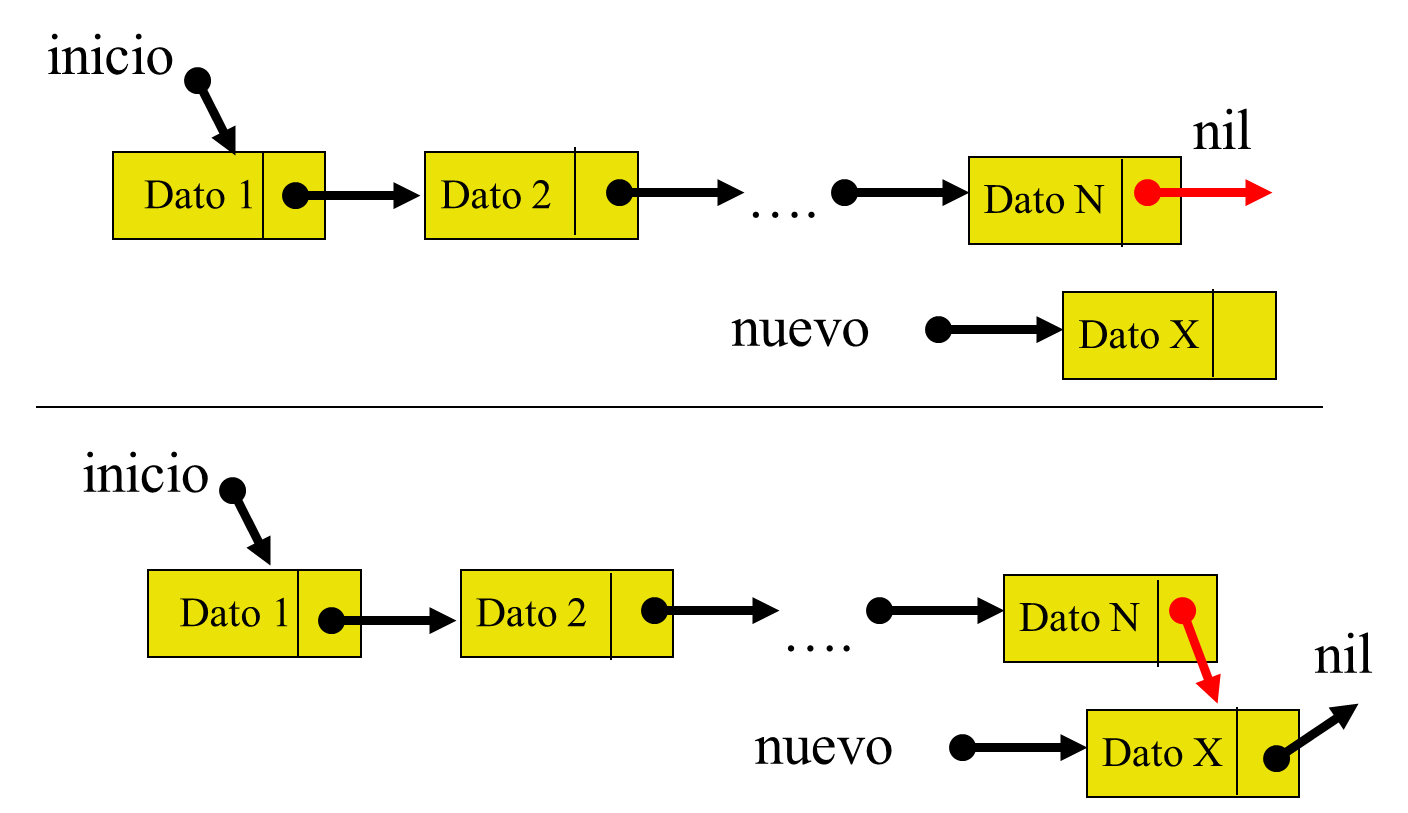 inicio
nil
Dato 1
Dato 2
....
Dato N
nuevo
Dato X
inicio
Dato 1
Dato 2
....
Dato N
nil
nuevo
Dato X